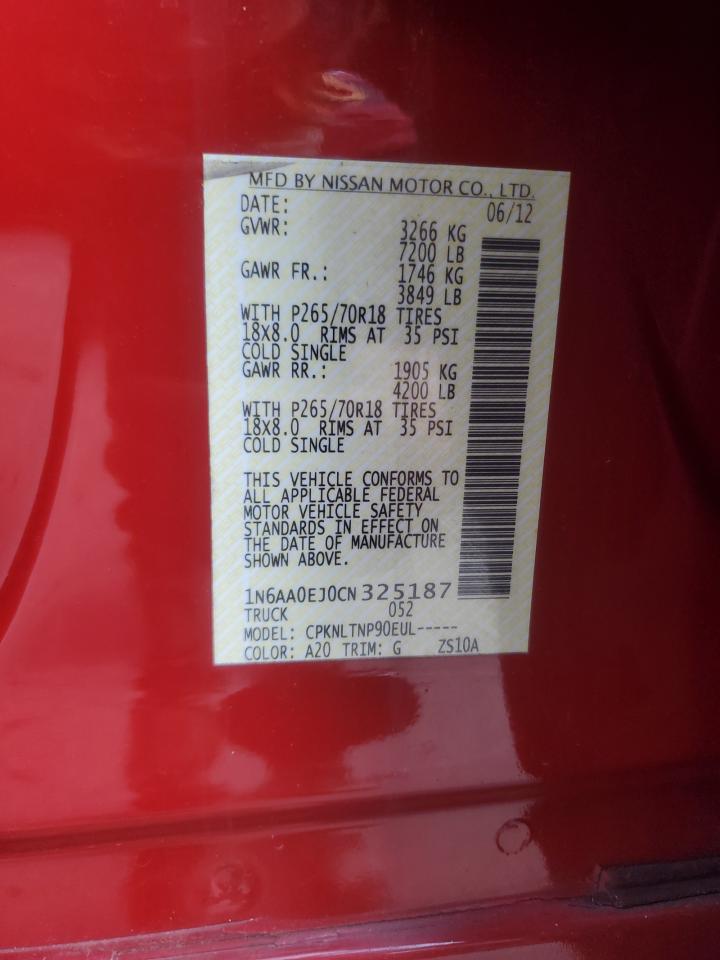 MFD BY NISSAN MOTOR CO., LTD.
DATE: 06/12
GVWR: 3266 KG
7200 LB
GAWR FR.: 1746 KG
3849 LB
WITH P265/70R18 TIRES
18X8.0 RIMS AT 35 PSI
COLD SINGLE
GAWR RR.: 1905 KG
4200 LB
WITH P265/70R18 TIRES
18X8.0 RIMS AT 35 PSI
COLD SINGLE
THIS VEHICLE CONFORMS TO
ALL APPLICABLE FEDERAL
MOTOR VEHICLE SAFETY
STANDARDS IN EFFECT ON
THE DATE OF MANUFACTURE
SHOWN ABOVE.
1N6AA0EJ0CN325187
TRUCK 052
MODEL: CPKNLTNP90EUL-----
COLOR: A20 TRIM: G ZS10A